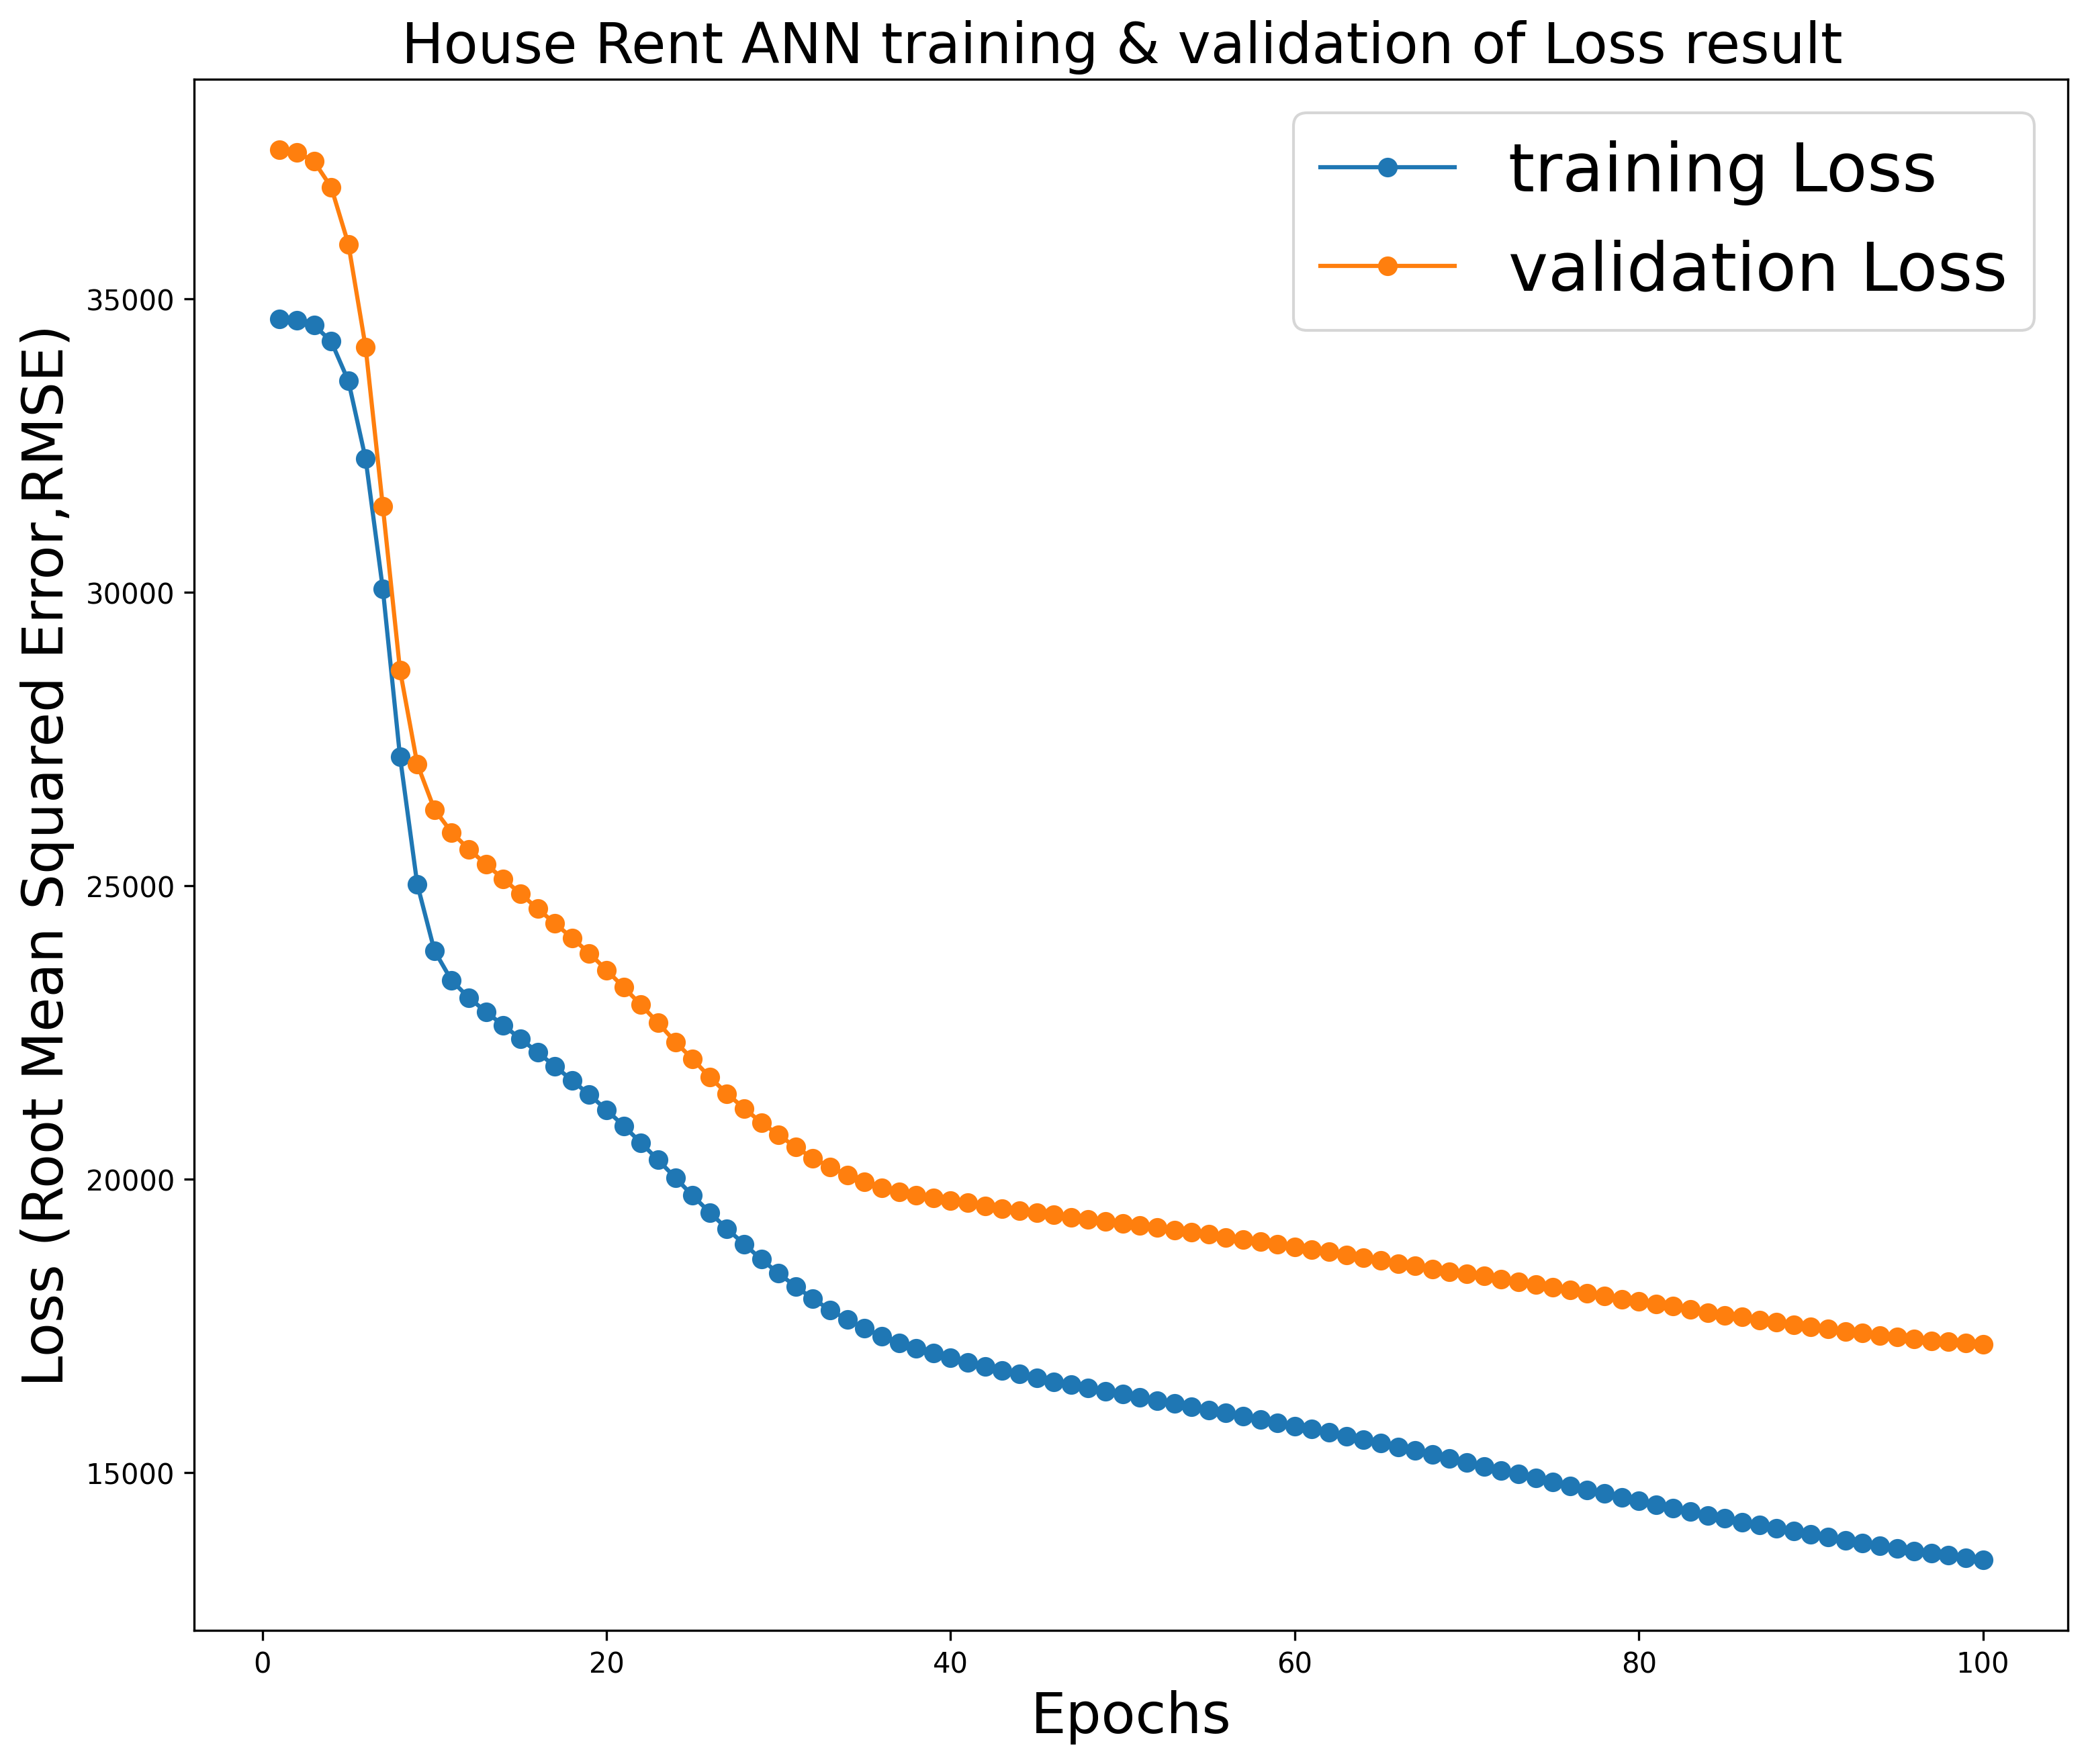 House Rent ANN training & validation of Loss result
training Loss
validation Loss
Loss (Root Mean Squared Error,RMSE)
35000
30000
25000
20000
15000
0 20 40 60 80 100
Epochs